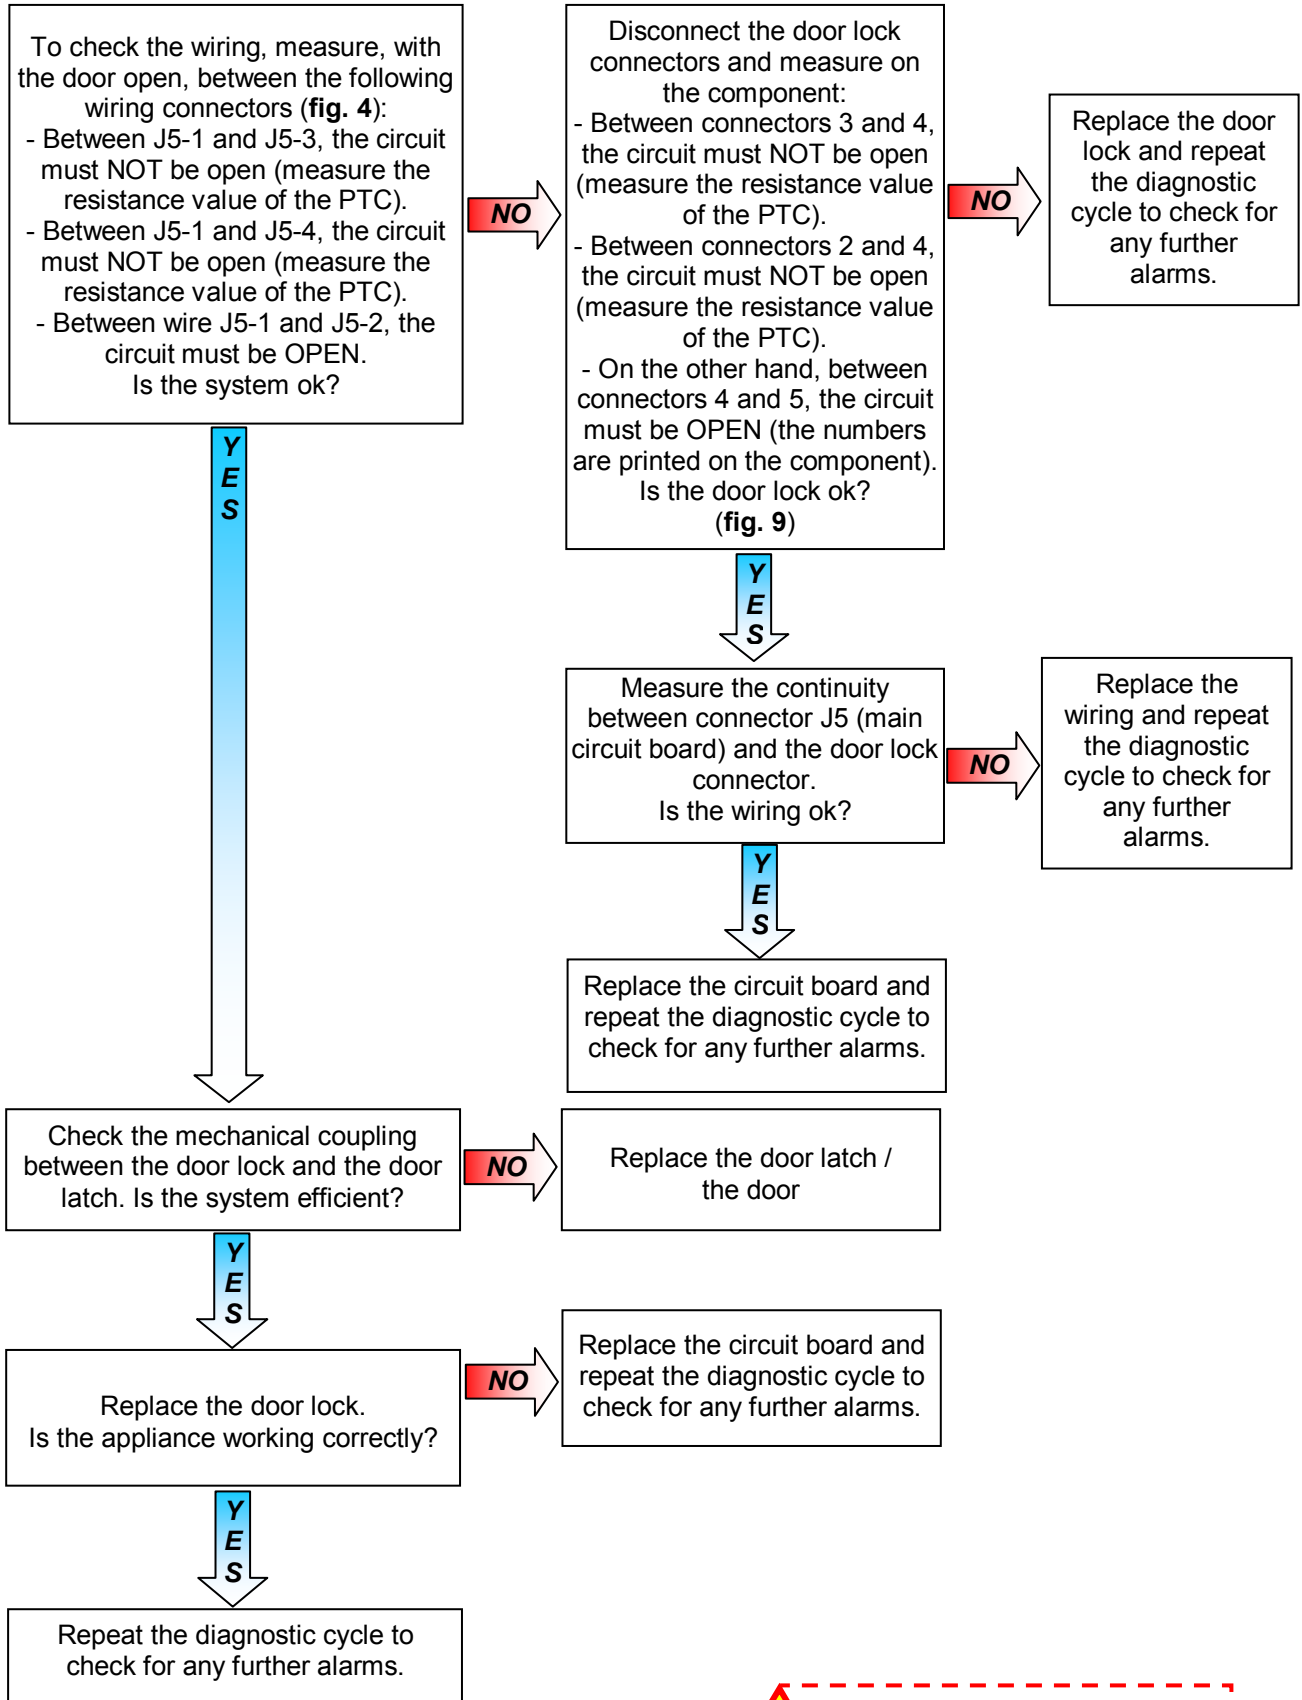 To check the wiring, measure, with
the door open, between the following
wiring connectors (fig. 4):
- Between J5-1 and J5-3, the circuit
must NOT be open (measure the
resistance value of the PTC).
- Between J5-1 and J5-4, the circuit
must NOT be open (measure the
resistance value of the PTC).
- Between wire J5-1 and J5-2, the
circuit must be OPEN.
Is the system ok?
NO
Disconnect the door lock
connectors and measure on
the component:
- Between connectors 3 and 4,
the circuit must NOT be open
(measure the resistance value
of the PTC).
- Between connectors 2 and 4,
the circuit must NOT be open
(measure the resistance value
of the PTC).
- On the other hand, between
connectors 4 and 5, the circuit
must be OPEN (the numbers
are printed on the component).
Is the door lock ok?
(fig. 9)
NO
Replace the door
lock and repeat
the diagnostic
cycle to check for
any further
alarms.
YES
YES
Measure the continuity
between connector J5 (main
circuit board) and the door lock
connector.
Is the wiring ok?
NO
Replace the
wiring and repeat
the diagnostic
cycle to check for
any further
alarms.
YES
Replace the circuit board and
repeat the diagnostic cycle to
check for any further alarms.
Check the mechanical coupling
between the door lock and the door
latch. Is the system efficient?
NO
Replace the door latch /
the door
YES
Replace the door lock.
Is the appliance working correctly?
NO
Replace the circuit board and
repeat the diagnostic cycle to
check for any further alarms.
YES
Repeat the diagnostic cycle to
check for any further alarms.